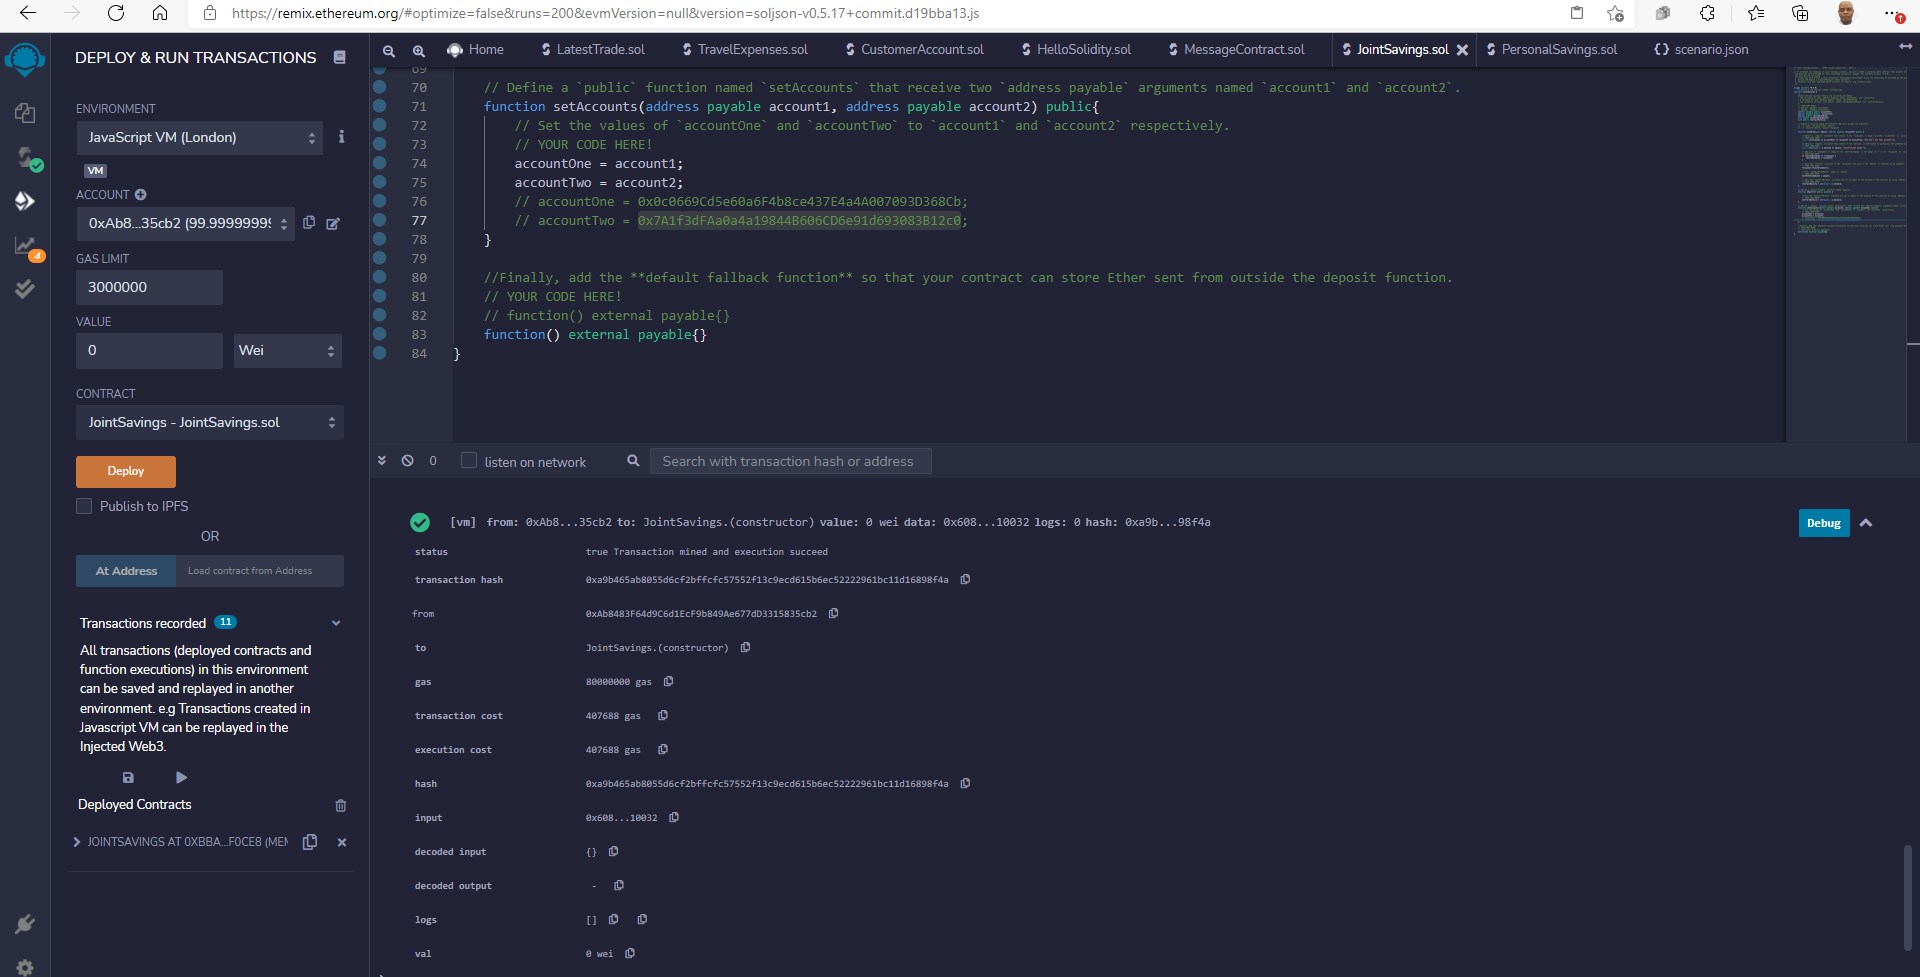 https://remix.ethereum.org/#optimize=false&runs=200&evmVersion=null&version=soljson-v0.5.17+commit.d19bba13.js
DEPLOY & RUN TRANSACTIONS
ENVIRONMENT
JavaScript VM (London)
VM
ACCOUNT
0xAb8...35cb2 (99.99999999
GAS LIMIT
3000000
VALUE
0
Wei
CONTRACT
JointSavings - JointSavings.sol
Deploy
Publish to IPFS
OR
At Address
Load contract from Address
Transactions recorded 11
All transactions (deployed contracts and
function executions) in this environment
can be saved and replayed in another
environment. e.g Transactions created in
Javascript VM can be replayed in the
Injected Web3.
Deployed Contracts
JOINTSAVINGS AT 0XBBA...F0CE8 (MEM
4
Home
LatestTrade.sol
TravelExpenses.sol
CustomerAccount.sol
HelloSolidity.sol
MessageContract.sol
JointSavings.sol
PersonalSavings.sol
scenario.json
69
70 // Define a `public` function named `setAccounts` that receive two `address payable` arguments named `account1` and `account2`.
71 function setAccounts(address payable account1, address payable account2) public{
72 // Set the values of `accountOne` and `accountTwo` to `account1` and `account2` respectively.
73 // YOUR CODE HERE!
74 accountOne = account1;
75 accountTwo = account2;
76 // accountOne = 0x0c0669Cd5e60a6F4b8ce437E4a4A007093D368Cb;
77 // accountTwo = 0x7A1f3dFAa0a4a19844B606CD6e91d693083B12c0;
78 }
79
80 //Finally, add the **default fallback function** so that your contract can store Ether sent from outside the deposit function.
81 // YOUR CODE HERE!
82 // function() external payable{}
83 function() external payable{}
84 }
0
listen on network
Search with transaction hash or address
[vm] from: 0xAb8...35cb2 to: JointSavings.(constructor) value: 0 wei data: 0x608...10032 logs: 0 hash: 0xa9b...98f4a
Debug
status true Transaction mined and execution succeed
transaction hash 0xa9b465ab8055d6cf2bffcfc57552f13c9ecd615b6ec52222961bc11d16898f4a
from 0xAb8483F64d9C6d1EcF9b849Ae677dD3315835cb2
to JointSavings.(constructor)
gas 80000000 gas
transaction cost 407688 gas
execution cost 407688 gas
hash 0xa9b465ab8055d6cf2bffcfc57552f13c9ecd615b6ec52222961bc11d16898f4a
input 0x608...10032
decoded input {}
decoded output -
logs []
val 0 wei